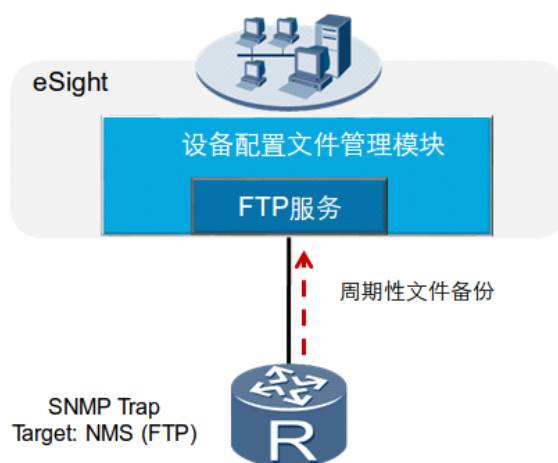 eSight
设备配置文件管理模块
FTP服务
周期性文件备份
SNMP Trap
Target: NMS (FTP)
R